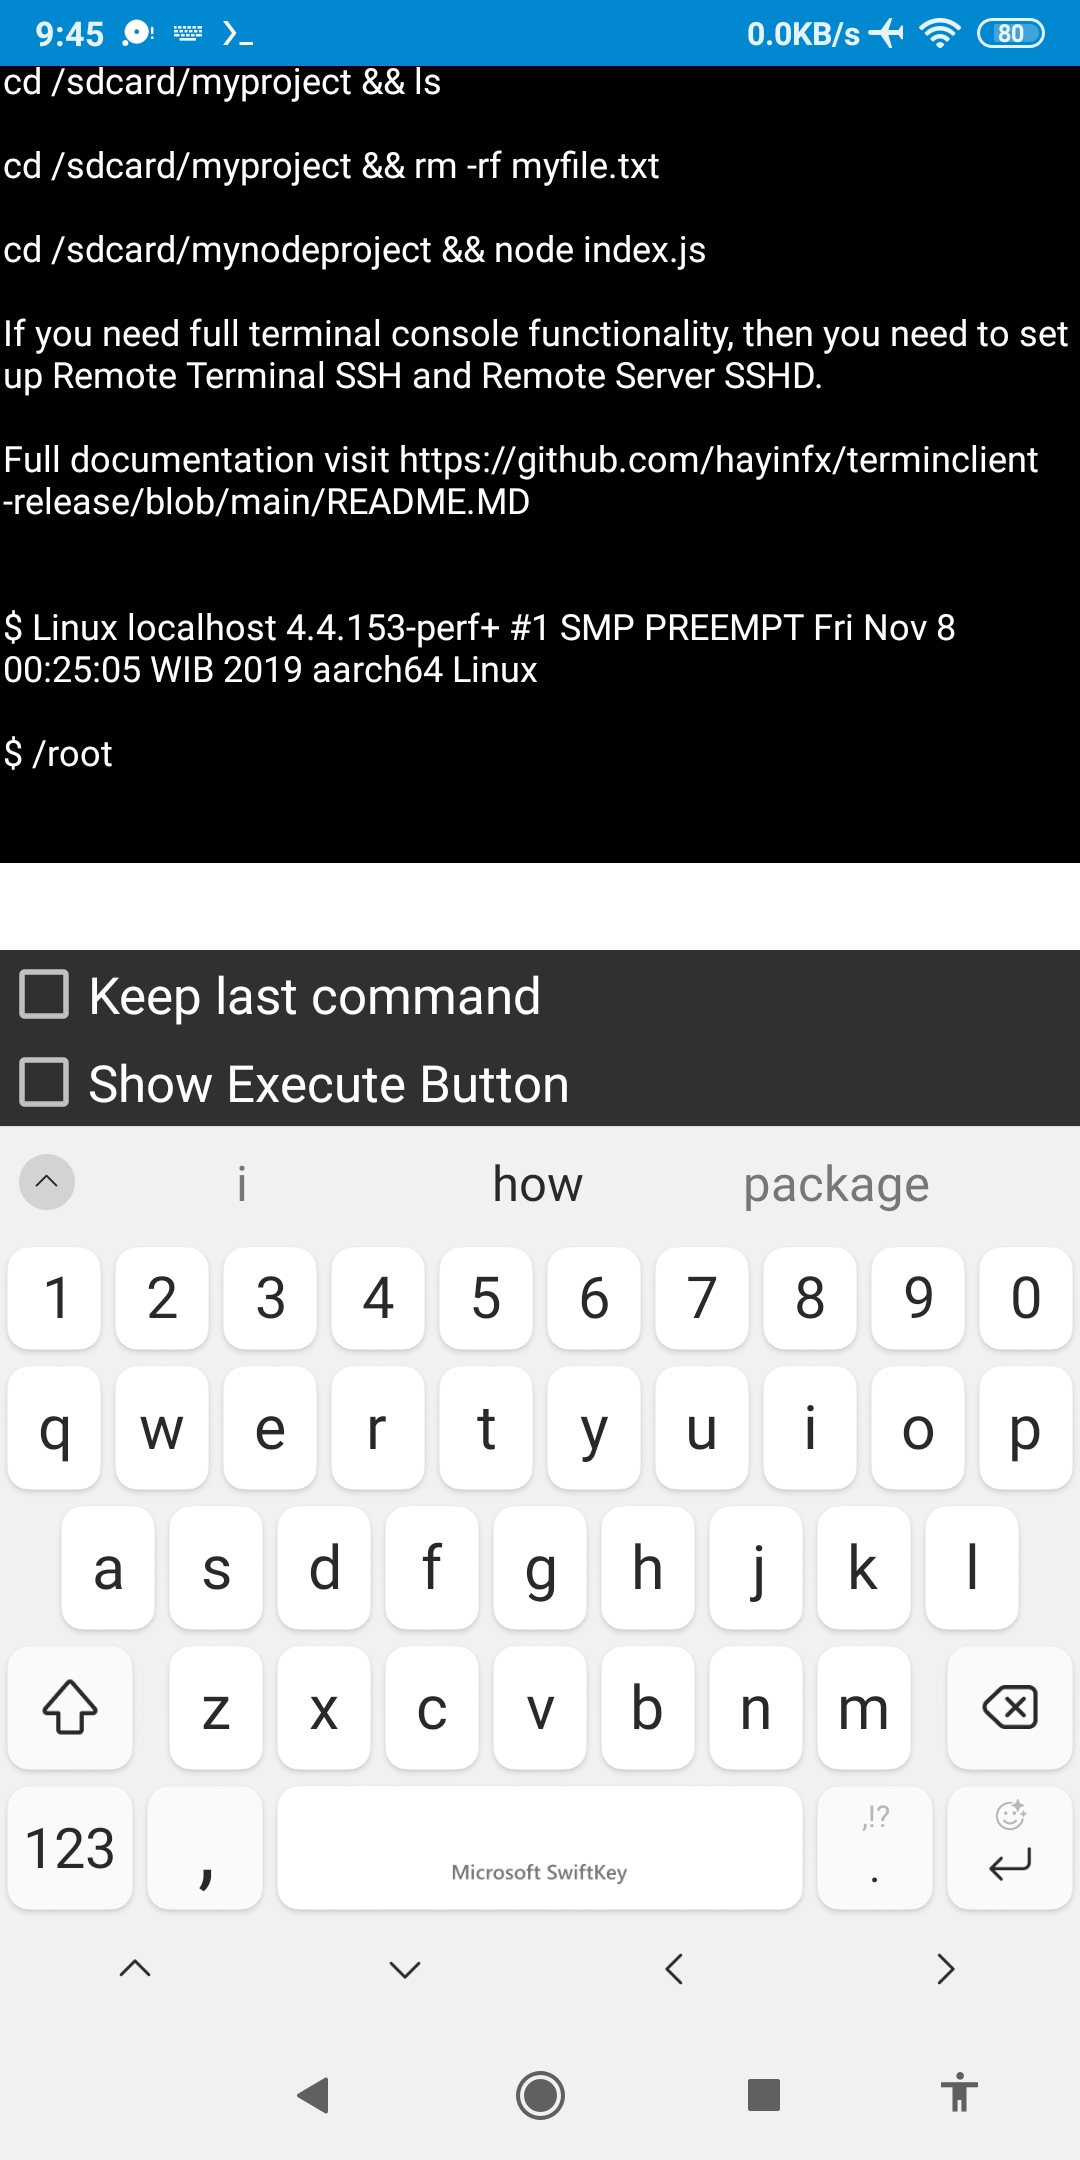 9:45
0.0KB/s
80
cd /sdcard/myproject && ls
cd /sdcard/myproject && rm -rf myfile.txt
cd /sdcard/mynodeproject && node index.js
If you need full terminal console functionality, then you need to set
up Remote Terminal SSH and Remote Server SSHD.
Full documentation visit https://github.com/hayinfx/terminclient
-release/blob/main/README.MD
$ Linux localhost 4.4.153-perf+ #1 SMP PREEMPT Fri Nov 8
00:25:05 WIB 2019 aarch64 Linux
$ /root
Keep last command
Show Execute Button
i how package
1 2 3 4 5 6 7 8 9 0
q w e r t y u i o p
a s d f g h j k l
z x c v b n m
,!?
123 , Microsoft SwiftKey .